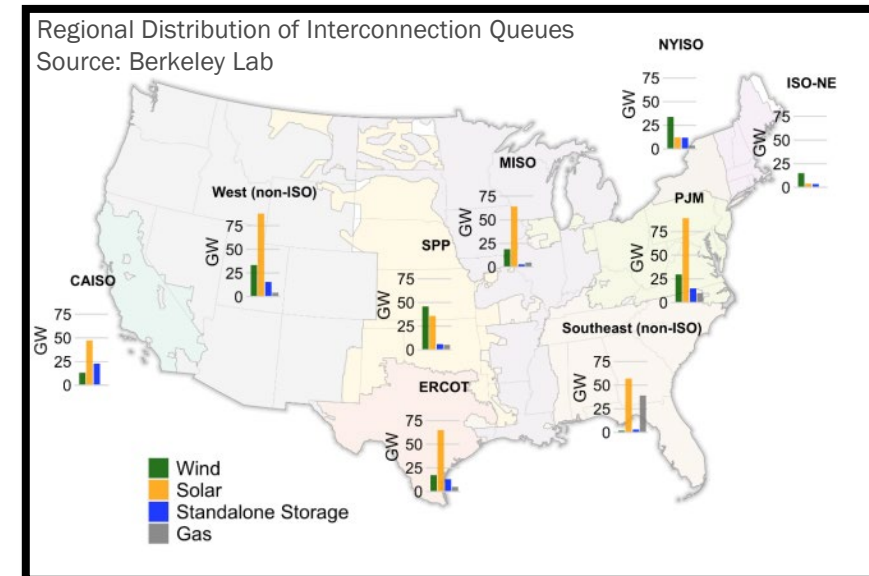 Regional Distribution of Interconnection Queues
Source: Berkeley Lab
NYISO
GW
75
50
25
0
ISO-NE
GW
75
50
25
0
MISO
GW
75
50
25
0
West (non-ISO)
GW
75
50
25
0
PJM
GW
75
50
25
0
SPP
GW
75
50
25
0
CAISO
GW
75
50
25
0
Southeast (non-ISO)
GW
75
50
25
0
ERCOT
GW
75
50
25
0
Wind
Solar
Standalone Storage
Gas